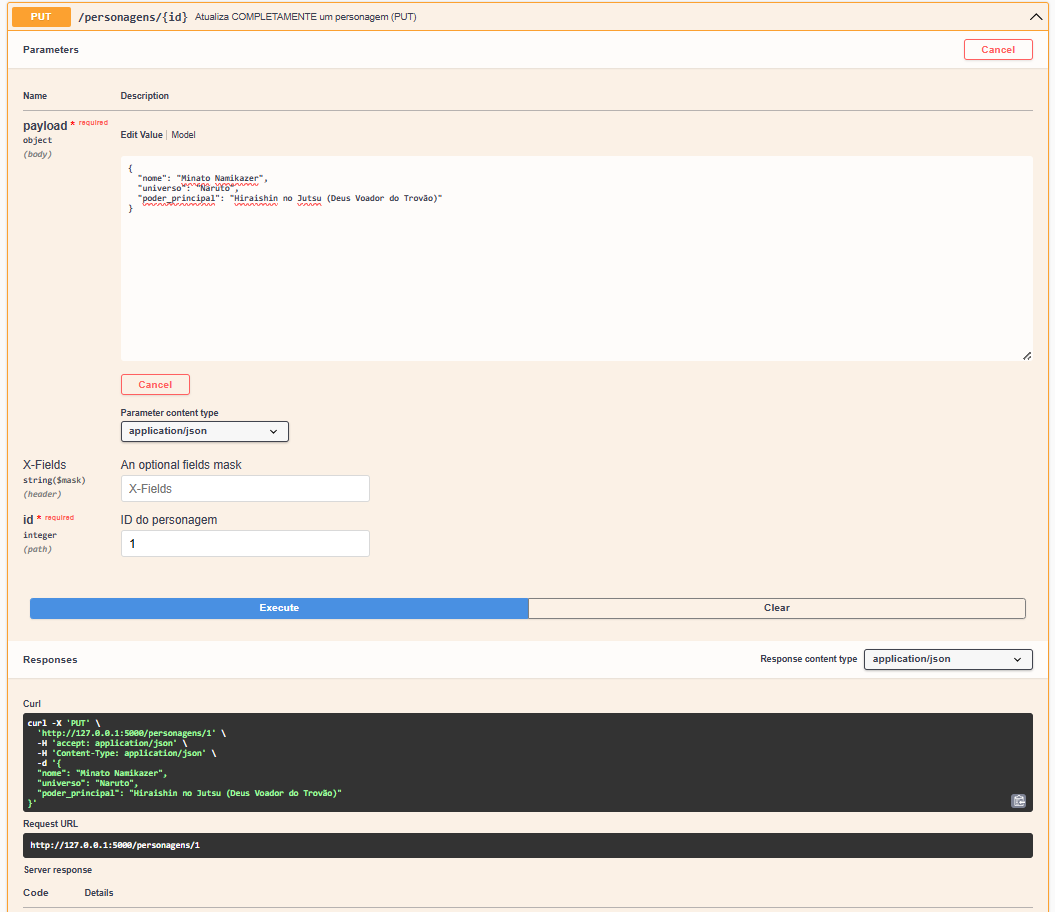 PUT /personagens/{id} Atualiza COMPLETAMENTE um personagem (PUT)
Parameters
Cancel
Name Description
payload * required
object
(body)
Edit Value Model
{
"nome": "Minato Namikazer",
"universo": "Naruto",
"poder_principal": "Hiraishin no Jutsu (Deus Voador do Trovão)"
}
Cancel
Parameter content type
application/json
X-Fields
string($mask)
(header)
An optional fields mask
X-Fields
id * required
integer
(path)
ID do personagem
1
Execute Clear
Responses Response content type application/json
Curl
curl -X 'PUT' \
'http://127.0.0.1:5000/personagens/1' \
-H 'accept: application/json' \
-H 'Content-Type: application/json' \
-d '{
"nome": "Minato Namikazer",
"universo": "Naruto",
"poder_principal": "Hiraishin no Jutsu (Deus Voador do Trovão)"
}'
Request URL
http://127.0.0.1:5000/personagens/1
Server response
Code Details